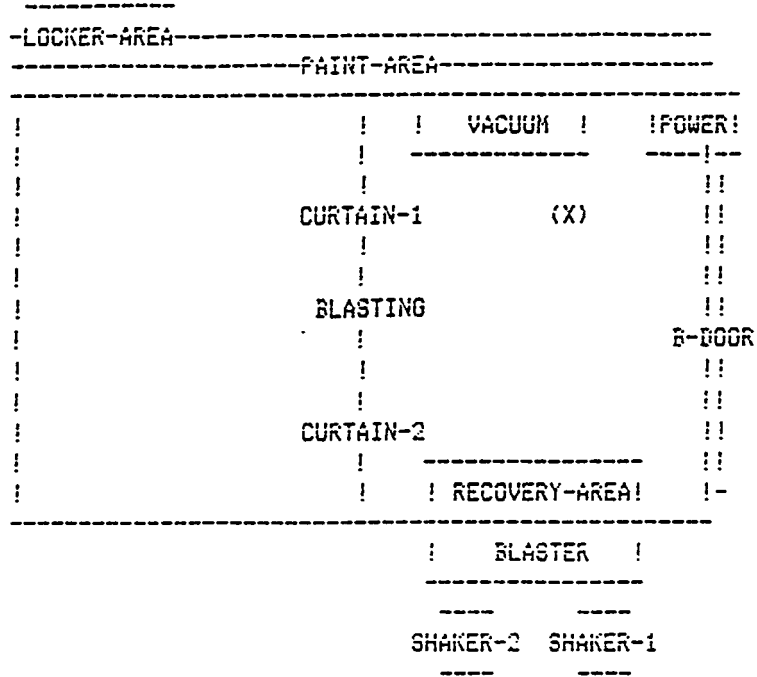 LOCKER-AREA
PAINT-AREA
VACUUM POWER
CURTAIN-1 (X)
BLASTING
B-DOOR
CURTAIN-2
RECOVERY-AREA
BLASTER
SHAKER-2 SHAKER-1